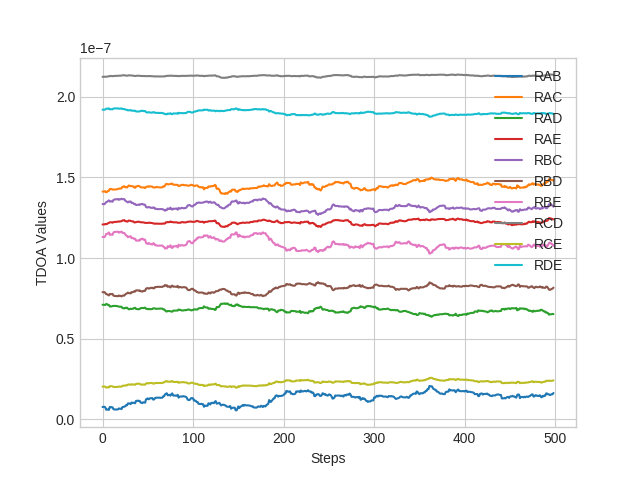 1e−7
2.0
1.5
1.0
0.5
0.0
0
100
200
300
400
500
TDOA Values
Steps
RAB
RAC
RAD
RAE
RBC
RBD
RBE
RCD
RCE
RDE